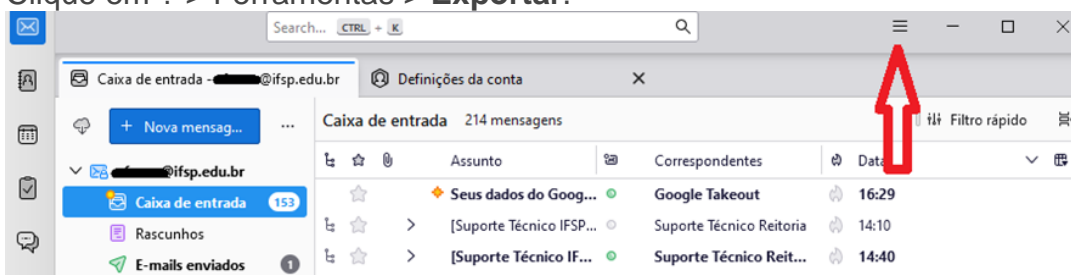 Clique em : > Ferramentas > Exportar.
Search... CTRL + K
Caixa de entrada - @ifsp.edu.br Definições da conta
+ Nova mensag... Caixa de entrada 214 mensagens Filtro rápido
Assunto Correspondentes Data
@ifsp.edu.br
Seus dados do Goog... Google Takeout 16:29
Caixa de entrada 153
[Suporte Técnico IFSP... Suporte Técnico Reitoria 14:10
Rascunhos
[Suporte Técnico IF... Suporte Técnico Reit... 14:40
E-mails enviados 1